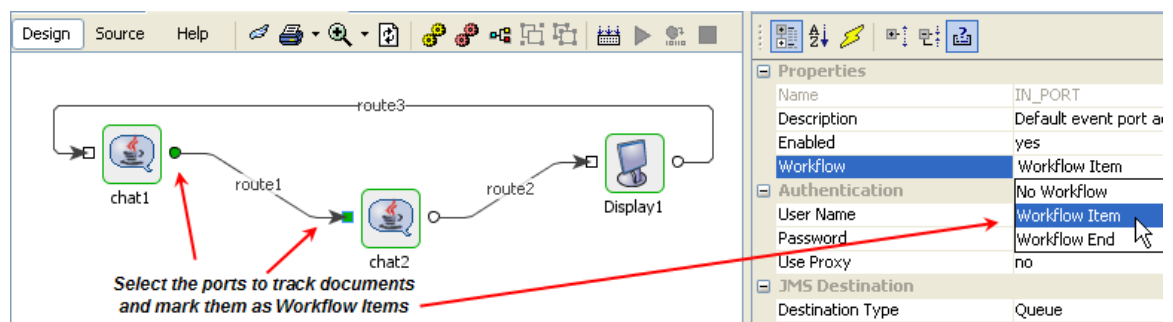 Design Source Help
route3
chat1
route1
chat2
route2
Display1
Select the ports to track documents
and mark them as Workflow Items
Properties
Name IN_PORT
Description Default event port a
Enabled yes
Workflow Workflow Item
No Workflow
Workflow Item
Workflow End
Authentication
User Name
Password
Use Proxy no
JMS Destination
Destination Type Queue